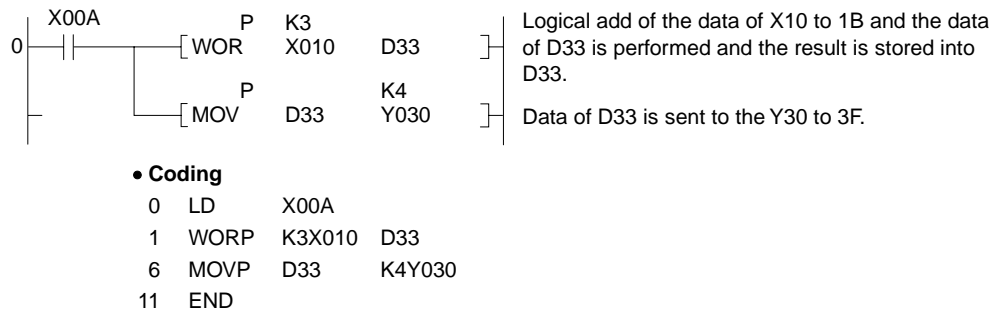 X00A P K3 Logical add of the data of X10 to 1B and the data
0 WOR X010 D33 of D33 is performed and the result is stored into
D33.
P K4
MOV D33 Y030 Data of D33 is sent to the Y30 to 3F.
• Coding
0 LD X00A
1 WORP K3X010 D33
6 MOVP D33 K4Y030
11 END